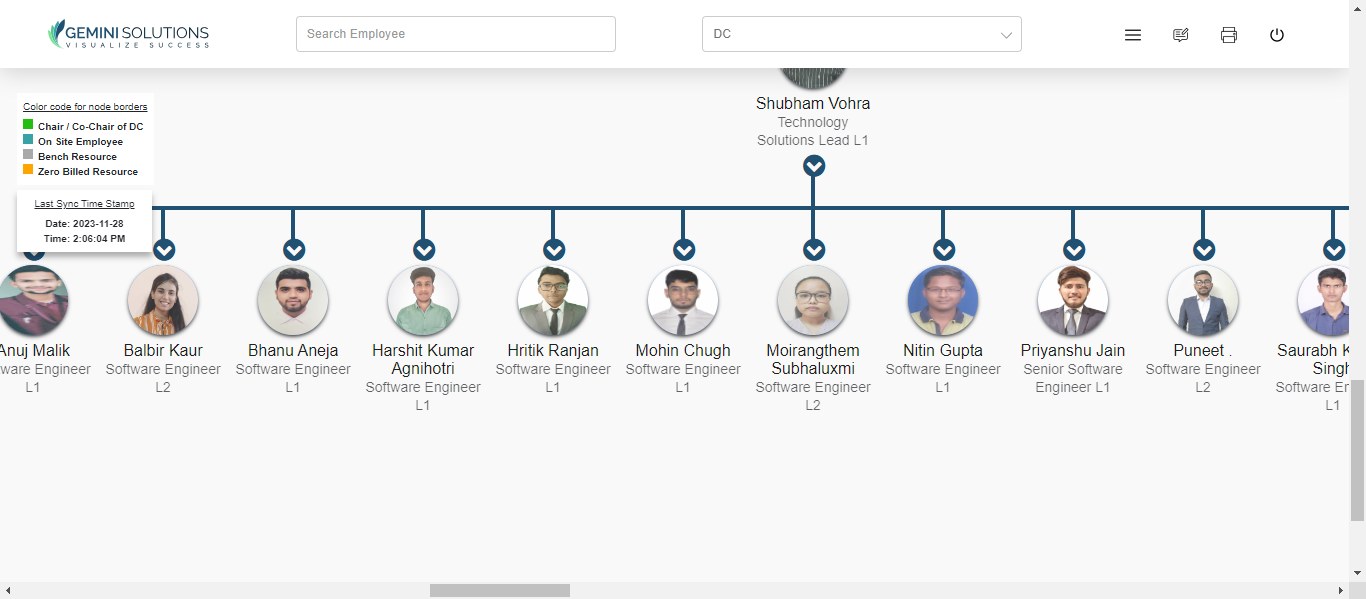 GEMINI SOLUTIONS
VISUALIZE SUCCESS
Search Employee
DC
Color code for node borders
Chair / Co-Chair of DC
On Site Employee
Bench Resource
Zero Billed Resource
Last Sync Time Stamp
Date: 2023-11-28
Time: 2:06:04 PM
Shubham Vohra
Technology
Solutions Lead L1
Anuj Malik
ware Engineer
L1
Balbir Kaur
Software Engineer
L2
Bhanu Aneja
Software Engineer
L1
Harshit Kumar
Agnihotri
Software Engineer
L1
Hritik Ranjan
Software Engineer
L1
Mohin Chugh
Software Engineer
L1
Moirangthem
Subhaluxmi
Software Engineer
L2
Nitin Gupta
Software Engineer
L1
Priyanshu Jain
Senior Software
Engineer L1
Puneet .
Software Engineer
L2
Saurabh K
Singh
Software Er
L1